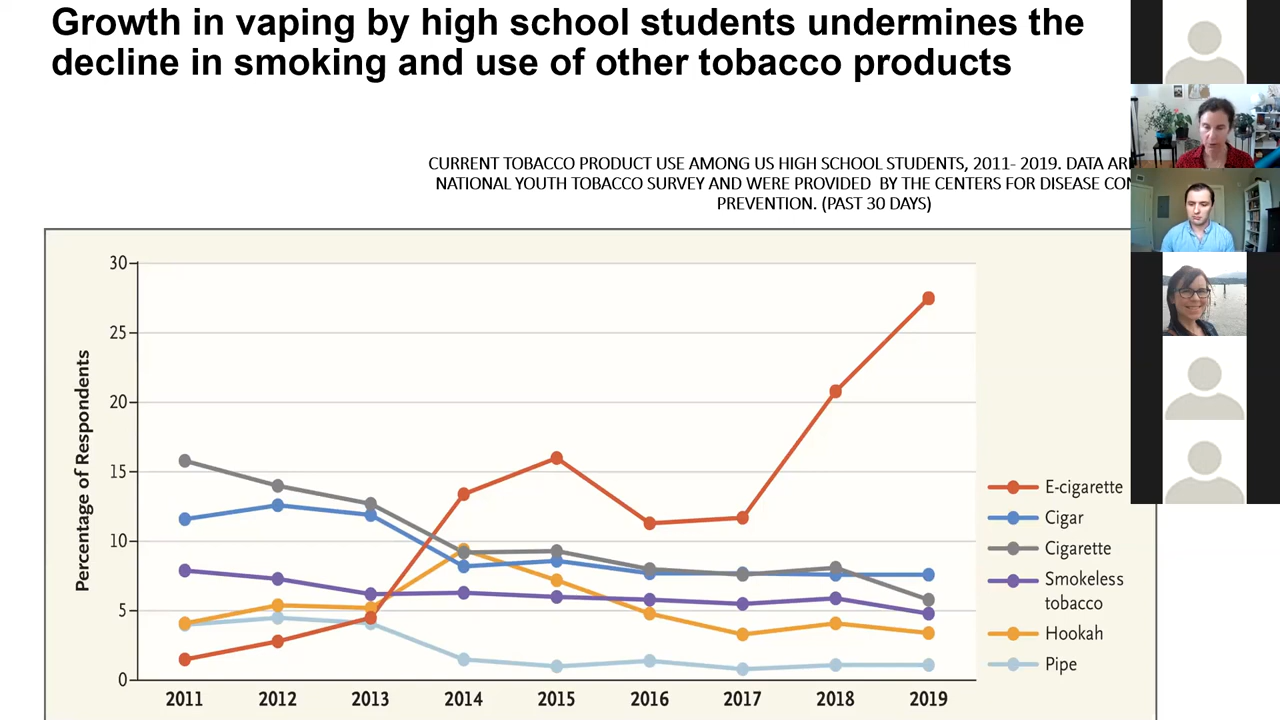 Growth in vaping by high school students undermines the
decline in smoking and use of other tobacco products
CURRENT TOBACCO PRODUCT USE AMONG US HIGH SCHOOL STUDENTS, 2011- 2019. DATA
NATIONAL YOUTH TOBACCO SURVEY AND WERE PROVIDED BY THE CENTERS FOR DISEASE
PREVENTION. (PAST 30 DAYS)
Percentage of Respondents
30
25
20
15
10
5
0
2011 2012 2013 2014 2015 2016 2017 2018 2019
E-cigarette
Cigar
Cigarette
Smokeless
tobacco
Hookah
Pipe